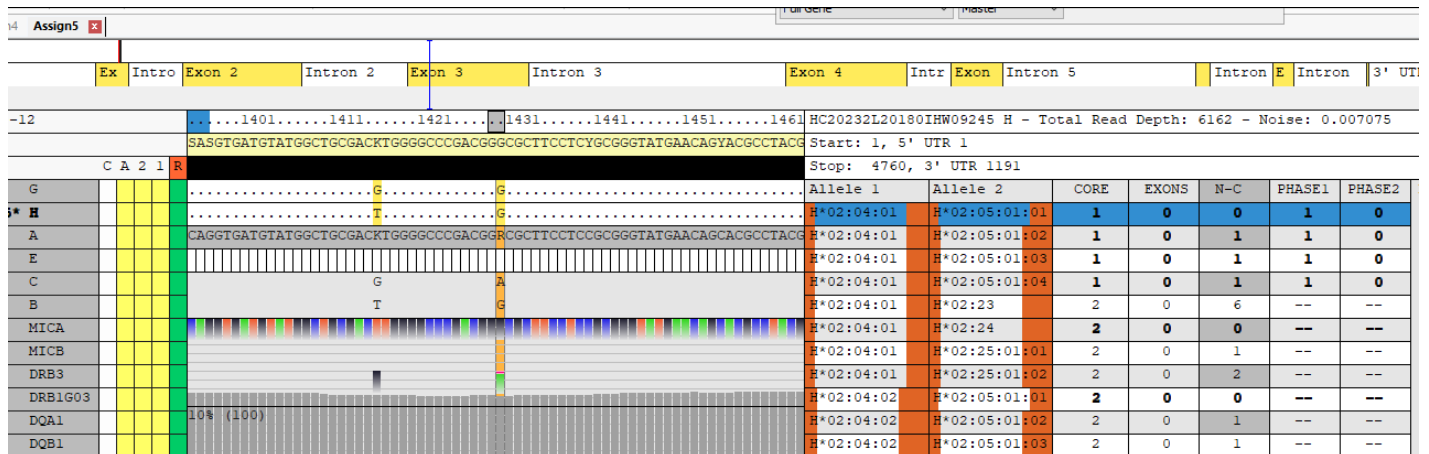 Full Gene Master
n4 Assign5 x
Ex Intro Exon 2 Intron 2 Exon 3 Intron 3 Exon 4 Intr Exon Intron 5 Intron E Intron 3' UT
-12 ......1401......1411......1421........1431......1441......1451......1461 HC20232L20180IHW09245 H - Total Read Depth: 6162 - Noise: 0.007075
SASGTGATGTATGGCTGCGACKTGGGGCCCGACGGGCGCTTCCTCYGCGGGTATGAACAGYACGCCTACG Start: 1, 5' UTR 1
C A 2 1 R Stop: 4760, 3' UTR 1191
G .....................G.............G.................................. Allele 1 Allele 2 CORE EXONS N-C PHASE1 PHASE2
* H .....................T.............G.................................. H*02:04:01 H*02:05:01:01 1 0 0 1 0
A CAGGTGATGTATGGCTGCGACKTGGGGCCCGACGGRCGCTTCCTCCGCGGGTATGAACAGCACGCCTACG H*02:04:01 H*02:05:01:02 1 0 1 1 0
E H*02:04:01 H*02:05:01:03 1 0 1 1 0
C G A H*02:04:01 H*02:05:01:04 1 0 1 1 0
B T G H*02:04:01 H*02:23 2 0 6 -- --
MICA H*02:04:01 H*02:24 2 0 0 -- --
MICB H*02:04:01 H*02:25:01:01 2 0 1 -- --
DRB3 H*02:04:01 H*02:25:01:02 2 0 2 -- --
DRB1G03 H*02:04:02 H*02:05:01:01 2 0 0 -- --
DQA1 10% (100) H*02:04:02 H*02:05:01:02 2 0 1 -- --
DQB1 H*02:04:02 H*02:05:01:03 2 0 1 -- --